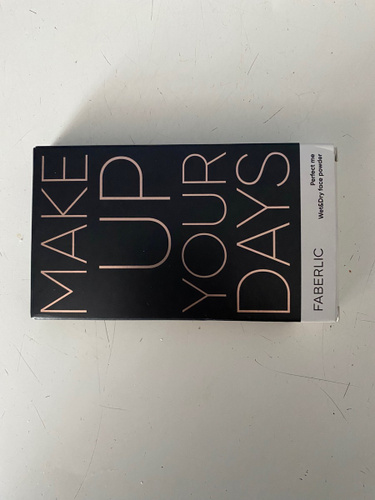 MAKE
UP
YOUR
DAYS
FABERLIC
Perfect me
Wet&Dry face powder